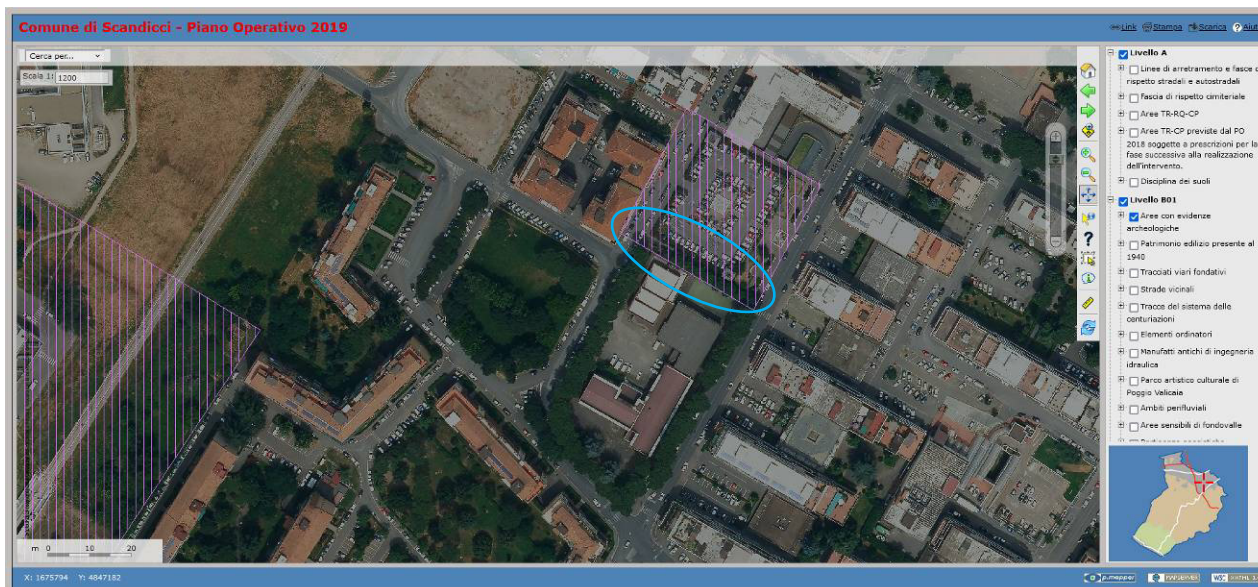 Comune di Scandicci - Piano Operativo 2019
Link Stampa Scarica Aiut
Cerca per...
Scala 1: 1200
Livello A
Linee di arretramento e fasce d
rispetto stradali e autostradali
Fascia di rispetto cimiteriale
Aree TR-RQ-CP
Aree TR-CP previste dal PO
2018 soggette a prescrizioni per la
fase successiva alla realizzazione
dell'intervento.
Disciplina dei suoli
Livello B01
Aree con evidenze
archeologiche
Patrimonio edilizio presente al
1940
Tracciati viari fondativi
Strade vicinali
Tracce del sistema delle
centuriazioni
Elementi ordinatori
Manufatti antichi di ingegneria
idraulica
Parco artistico culturale di
Poggio Valicaia
Ambiti perifluviali
Aree sensibili di fondovalle
m 0 10 20
X: 1675794 Y: 4847182
p.mapper MAPSERVER W3C